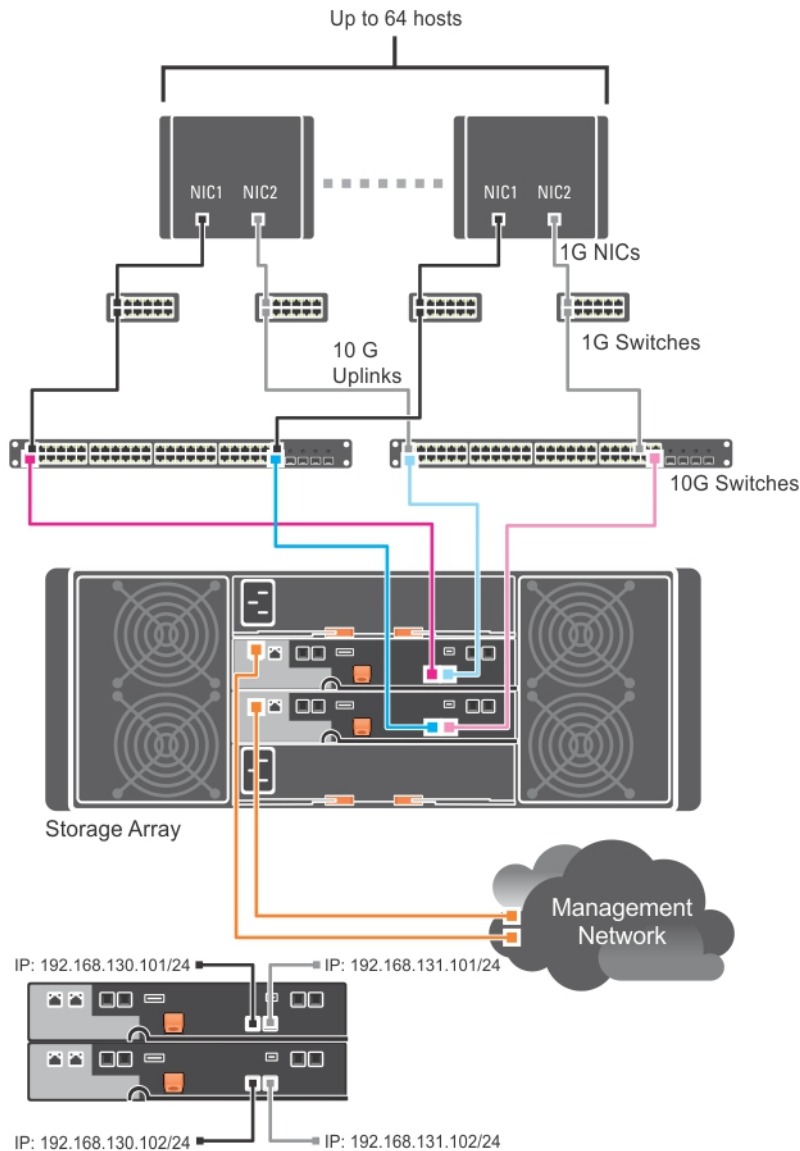 Up to 64 hosts
NIC1 NIC2
NIC1 NIC2
1G NICs
1G Switches
10 G
Uplinks
10G Switches
Storage Array
Management
Network
IP: 192.168.130.101/24
IP: 192.168.131.101/24
IP: 192.168.130.102/24
IP: 192.168.131.102/24